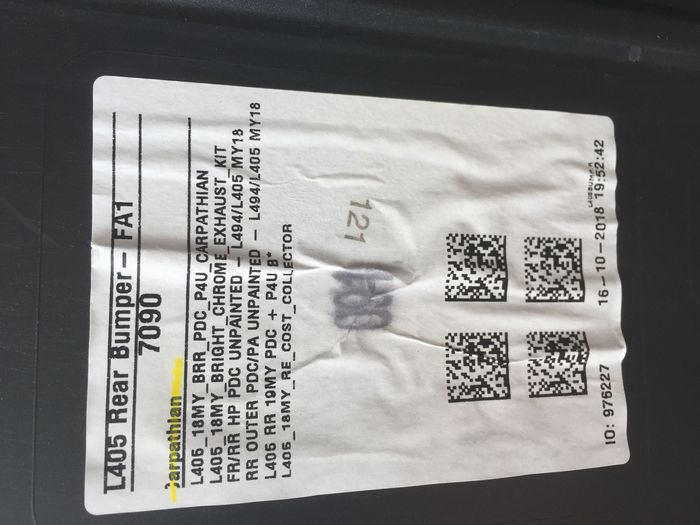 L405 Rear Bumper- FA1
7090
Carpathian
L405_18MY_BRR_PDC_P4U_CARPATHIAN
L405_18MY_BRIGHT_CHROME_EXHAUST_KIT
FR/RR HP PDC UNPAINTED - L494/L405 MY18
RR OUTER PDC/PA UNPAINTED - L494/L405 MY18
L405 RR 19MY PDC + P4U B*
L405_18MY_RE_COST_COLLECTOR
121
IO: 976227 16-10-2018 19:52:42